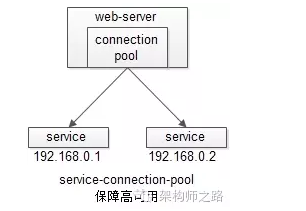 web-server
connection
pool
service
service
192.168.0.1
192.168.0.2
service-connection-pool
保障高可用
架构师之路